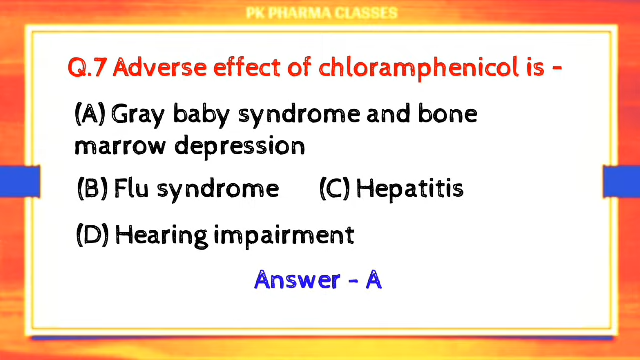 PK PHARMA CLASSES
Q.7 Adverse effect of chloramphenicol is -
(A) Gray baby syndrome and bone
marrow depression
(B) Flu syndrome (C) Hepatitis
(D) Hearing impairment
Answer - A